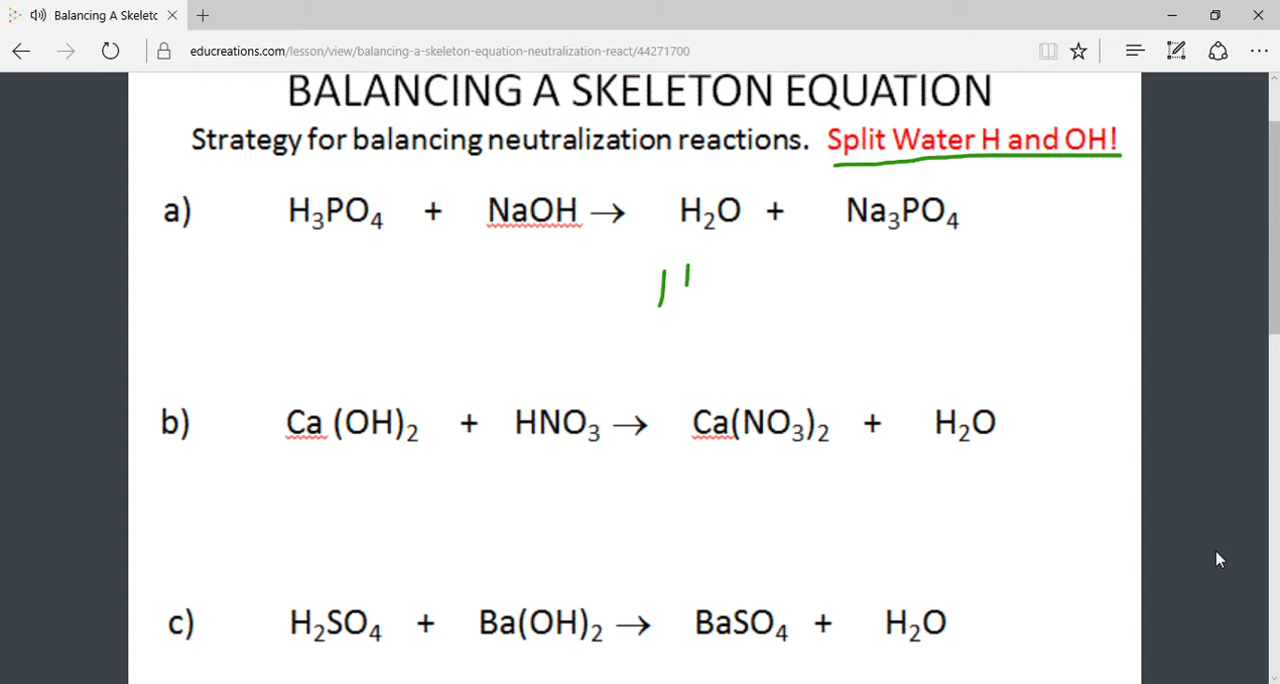 Balancing A Skeletc
educreations.com/lesson/view/balancing-a-skeleton-equation-neutralization-react/44271700
BALANCING A SKELETON EQUATION
Strategy for balancing neutralization reactions. Split Water H and OH!
a) H₃PO₄ + NaOH → H₂O + Na₃PO₄
b) Ca (OH)₂ + HNO₃ → Ca(NO₃)₂ + H₂O
c) H₂SO₄ + Ba(OH)₂ → BaSO₄ + H₂O